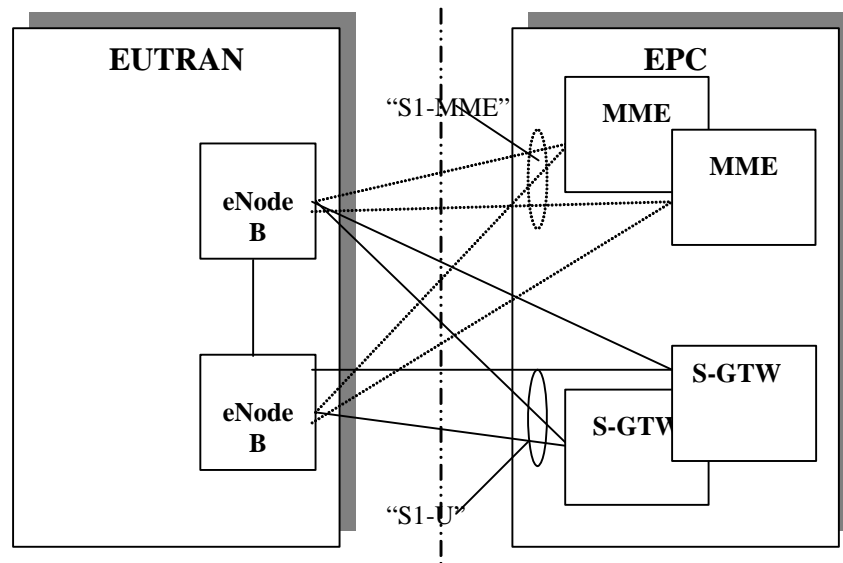 EUTRAN
EPC
“S1-MME”
MME
MME
eNode
B
S-GTW
eNode
B
S-GTW
“S1-U”